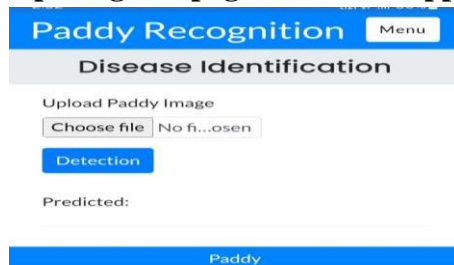 Paddy Recognition Menu
Disease Identification
Upload Paddy Image
Choose file No fi...osen
Detection
Predicted:
Paddy